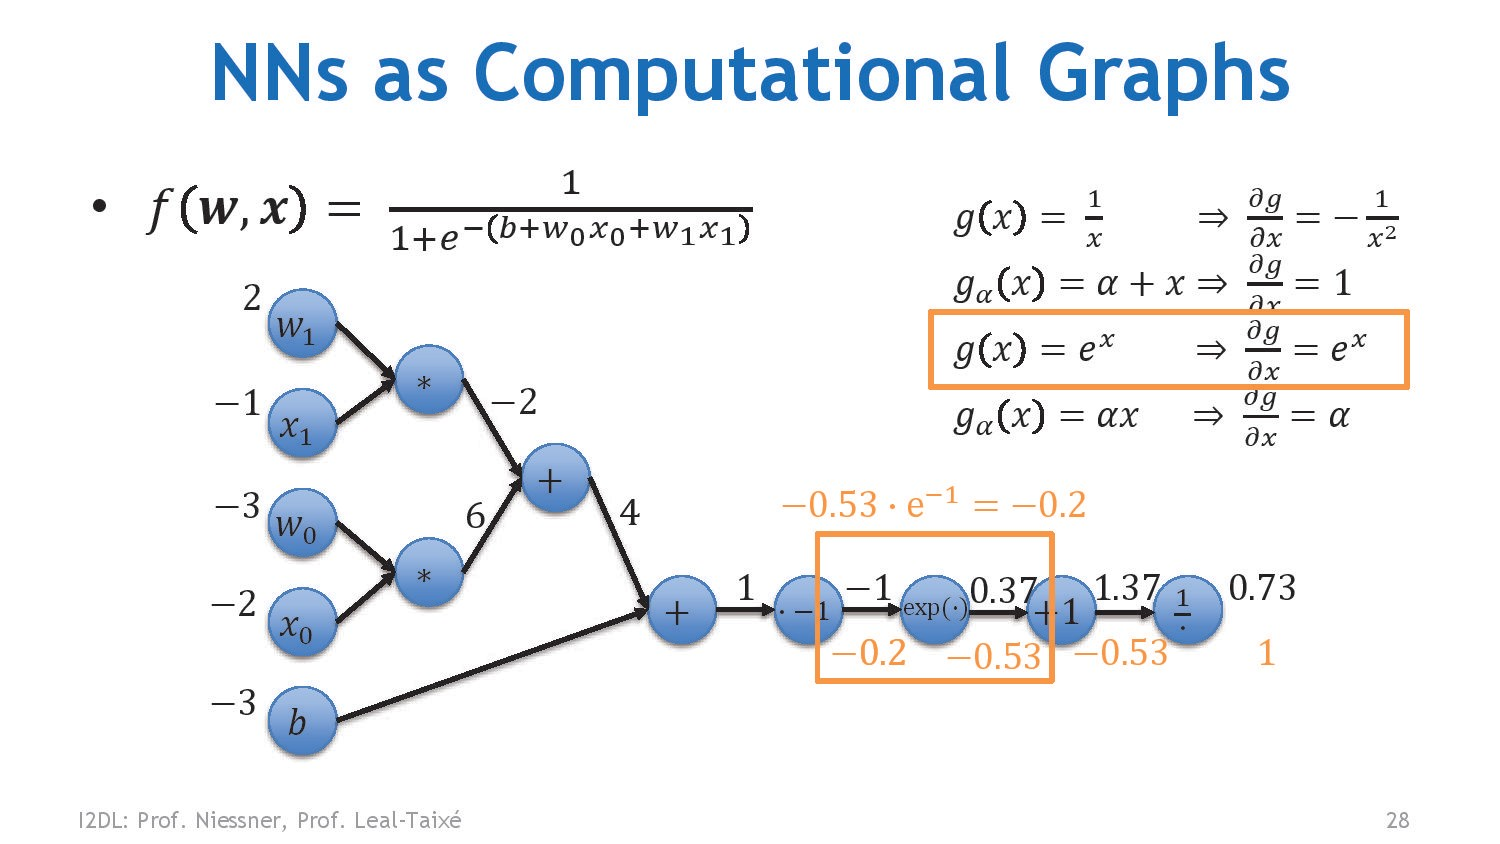 NNs as Computational Graphs
• f(w, x) = 1 / (1+e^−(b+w₀x₀+w₁x₁))
g(x) = 1/x ⇒ ∂g/∂x = −1/x²
g_α(x) = α + x ⇒ ∂g/∂x = 1
g(x) = eˣ ⇒ ∂g/∂x = eˣ
g_α(x) = αx ⇒ ∂g/∂x = α
2
w₁
−1
x₁
*
−2
−3
w₀
−2
x₀
*
6
+
4
−3
b
+
1
· −1
−0.53 · e⁻¹ = −0.2
−1
exp(·)
0.37
+1
1.37
1/·
0.73
−0.2
−0.53
−0.53
1
I2DL: Prof. Niessner, Prof. Leal-Taixé
28